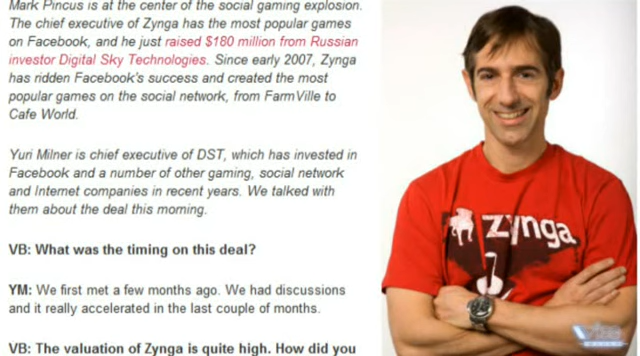 Mark Pincus is at the center of the social gaming explosion.
The chief executive of Zynga has the most popular games
on Facebook, and he just raised $180 million from Russian
investor Digital Sky Technologies. Since early 2007, Zynga
has ridden Facebook's success and created the most
popular games on the social network, from FarmVille to
Cafe World.
Yuri Milner is chief executive of DST, which has invested in
Facebook and a number of other gaming, social network
and Internet companies in recent years. We talked with
them about the deal this morning.
VB: What was the timing on this deal?
YM: We first met a few months ago. We had discussions
and it really accelerated in the last couple of months.
VB: The valuation of Zynga is quite high. How did you
zynga